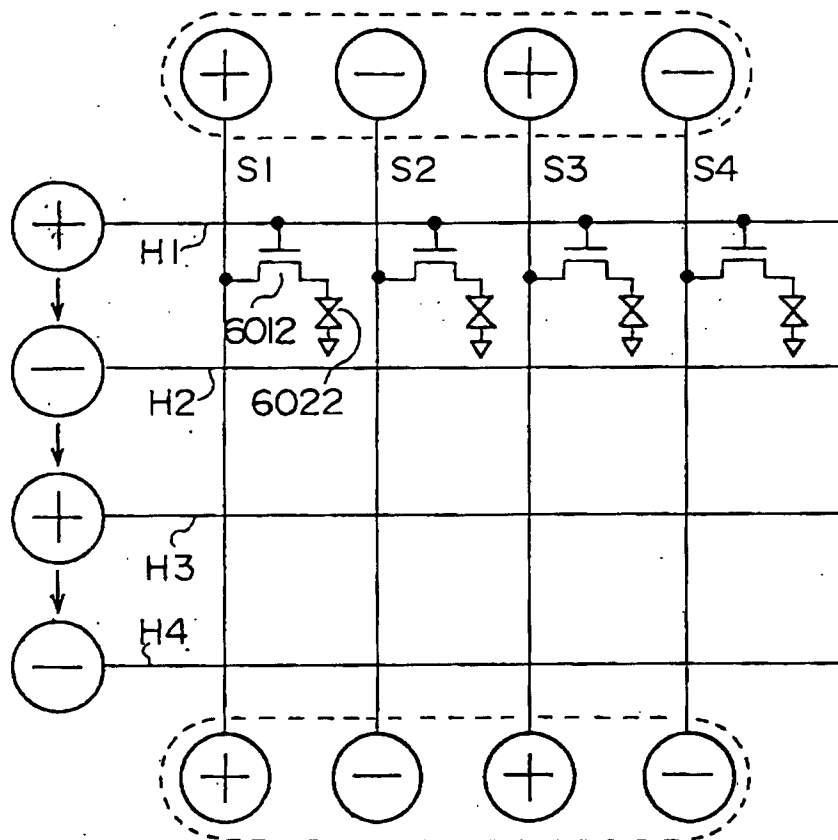 + − + −
S1 S2 S3 S4
+
H1
6012
−
H2
6022
+
H3
H4
−
+ − + −